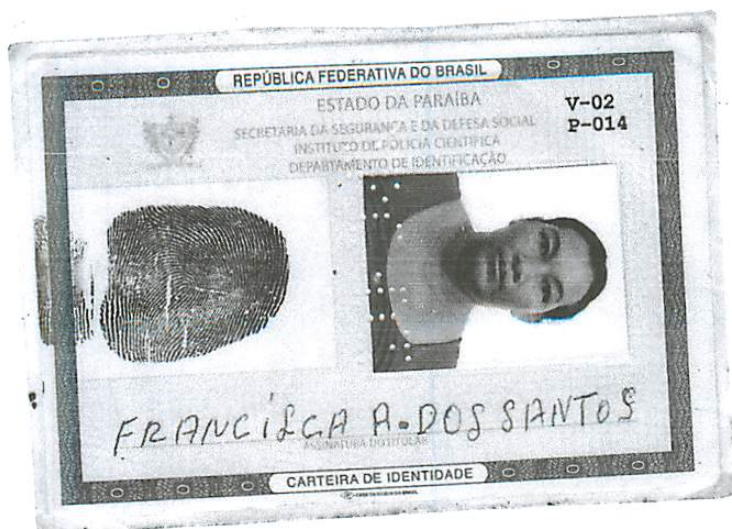 REPÚBLICA FEDERATIVA DO BRASIL
ESTADO DA PARAÍBA
V-02
SECRETARIA DA SEGURANÇA E DA DEFESA SOCIAL
P-014
INSTITUTO DE POLÍCIA CIENTÍFICA
DEPARTAMENTO DE IDENTIFICAÇÃO
FRANCÍSCA A. DOS SANTOS
ASSINATURA DO TITULAR
CARTEIRA DE IDENTIDADE